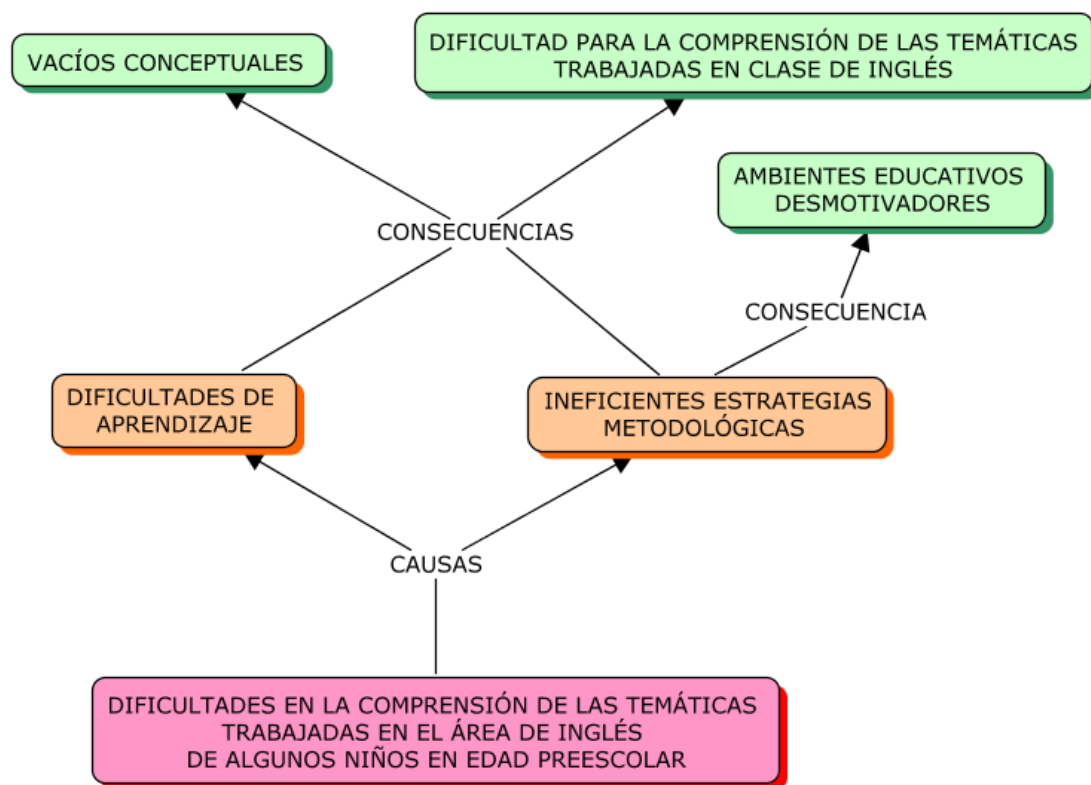 VACÍOS CONCEPTUALES
DIFICULTAD PARA LA COMPRENSIÓN DE LAS TEMÁTICAS
TRABAJADAS EN CLASE DE INGLÉS
AMBIENTES EDUCATIVOS
DESMOTIVADORES
CONSECUENCIAS
CONSECUENCIA
DIFICULTADES DE
APRENDIZAJE
INEFICIENTES ESTRATEGIAS
METODOLÓGICAS
CAUSAS
DIFICULTADES EN LA COMPRENSIÓN DE LAS TEMÁTICAS
TRABAJADAS EN EL ÁREA DE INGLÉS
DE ALGUNOS NIÑOS EN EDAD PREESCOLAR